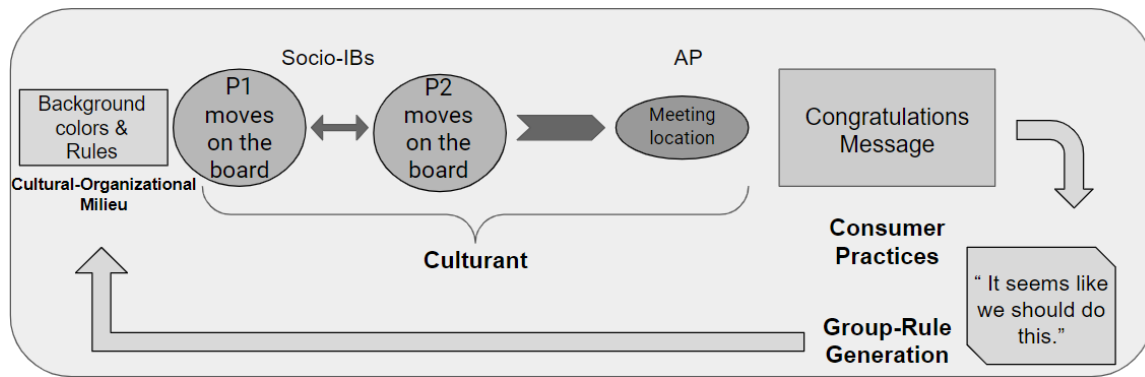 Socio-IBs
AP
Background
colors &
Rules
Cultural-Organizational
Milieu
P1
moves
on the
board
P2
moves
on the
board
Meeting
location
Culturant
Congratulations
Message
Consumer
Practices
“ It seems like
we should do
this.”
Group-Rule
Generation